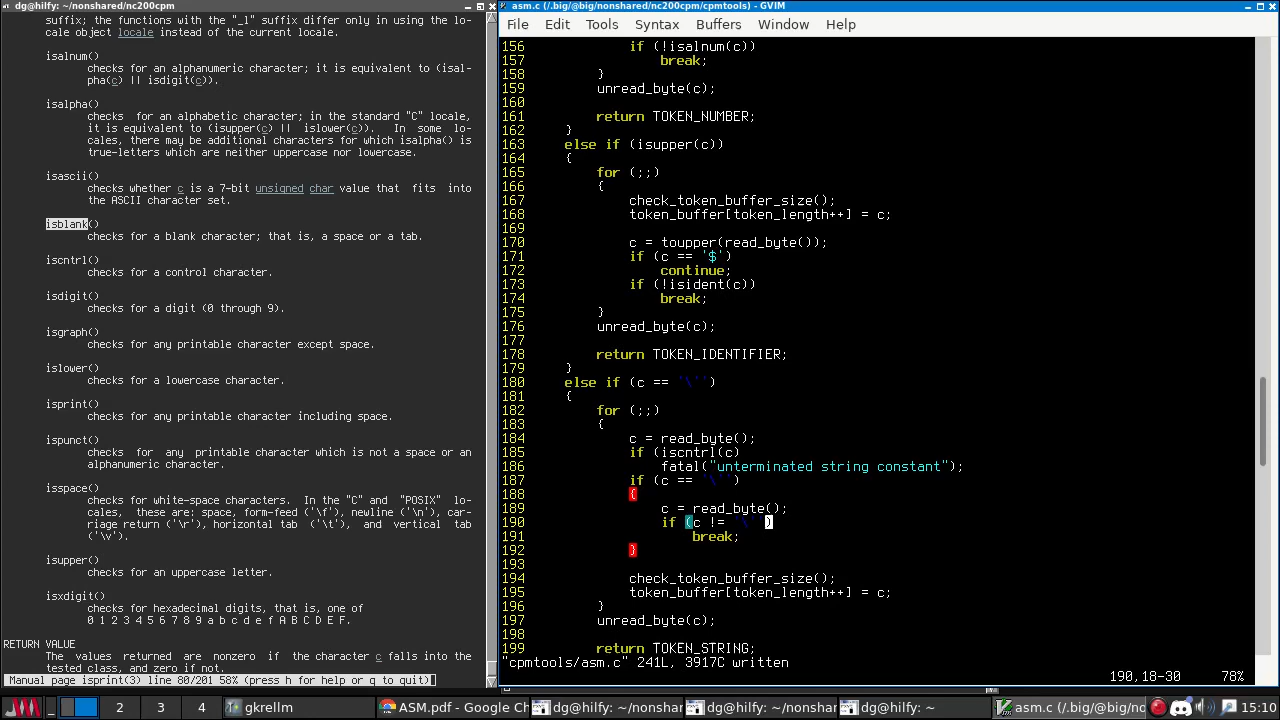 dg@hilfy: ~/nonshared/nc200cpm
suffix; the functions with the "_l" suffix differ only in using the lo-
cale object locale instead of the current locale.
isalnum()
checks for an alphanumeric character; it is equivalent to (isal-
pha(c) || isdigit(c)).
isalpha()
checks  for an alphabetic character; in the standard "C" locale,
it is equivalent to (isupper(c) ||  islower(c)).  In  some  lo-
cales, there may be additional characters for which isalpha() is
true-letters which are neither uppercase nor lowercase.
isascii()
checks whether c is a 7-bit unsigned char value that  fits  into
the ASCII character set.
isblank()
checks for a blank character; that is, a space or a tab.
iscntrl()
checks for a control character.
isdigit()
checks for a digit (0 through 9).
isgraph()
checks for any printable character except space.
islower()
checks for a lowercase character.
isprint()
checks for any printable character including space.
ispunct()
checks  for  any  printable character which is not a space or an
alphanumeric character.
isspace()
checks for white-space characters.  In the "C" and  "POSIX"  lo-
cales,  these are: space, form-feed ('\f'), newline ('\n'), car-
riage return ('\r'), horizontal tab  ('\t'),  and  vertical  tab
('\v').
isupper()
checks for an uppercase letter.
isxdigit()
checks for hexadecimal digits, that is, one of
0 1 2 3 4 5 6 7 8 9 a b c d e f A B C D E F.
RETURN VALUE
The  values  returned  are  nonzero  if  the character c falls into the
tested class, and zero if not.
Manual page isprint(3) line 80/201 58% (press h for help or q to quit)
asm.c (.big/@big/nonshared/nc200cpm/cpmtools) - GVIM
File Edit Tools Syntax Buffers Window Help
156 if (!isalnum(c))
157 break;
158 }
159 unread_byte(c);
160
161 return TOKEN_NUMBER;
162 }
163 else if (isupper(c))
164 {
165 for (;;)
166 {
167 check_token_buffer_size();
168 token_buffer[token_length++] = c;
169
170 c = toupper(read_byte());
171 if (c == '$')
172 continue;
173 if (!isident(c))
174 break;
175 }
176 unread_byte(c);
177
178 return TOKEN_IDENTIFIER;
179 }
180 else if (c == '\'')
181 {
182 for (;;)
183 {
184 c = read_byte();
185 if (iscntrl(c)
186 fatal("unterminated string constant");
187 if (c == '\'')
188 {
189 c = read_byte();
190 if (c != '\'')
191 break;
192 }
193
194 check_token_buffer_size();
195 token_buffer[token_length++] = c;
196 }
197 unread_byte(c);
198
199 return TOKEN_STRING;
"cpmtools/asm.c" 241L, 3917C written
190,18-30 78%
2 3 4 gkrellm ASM.pdf - Google Ch dg@hilfy: ~/nonsha dg@hilfy: ~/nonsha dg@hilfy: ~ asm.c (.big/@big/no 15:10